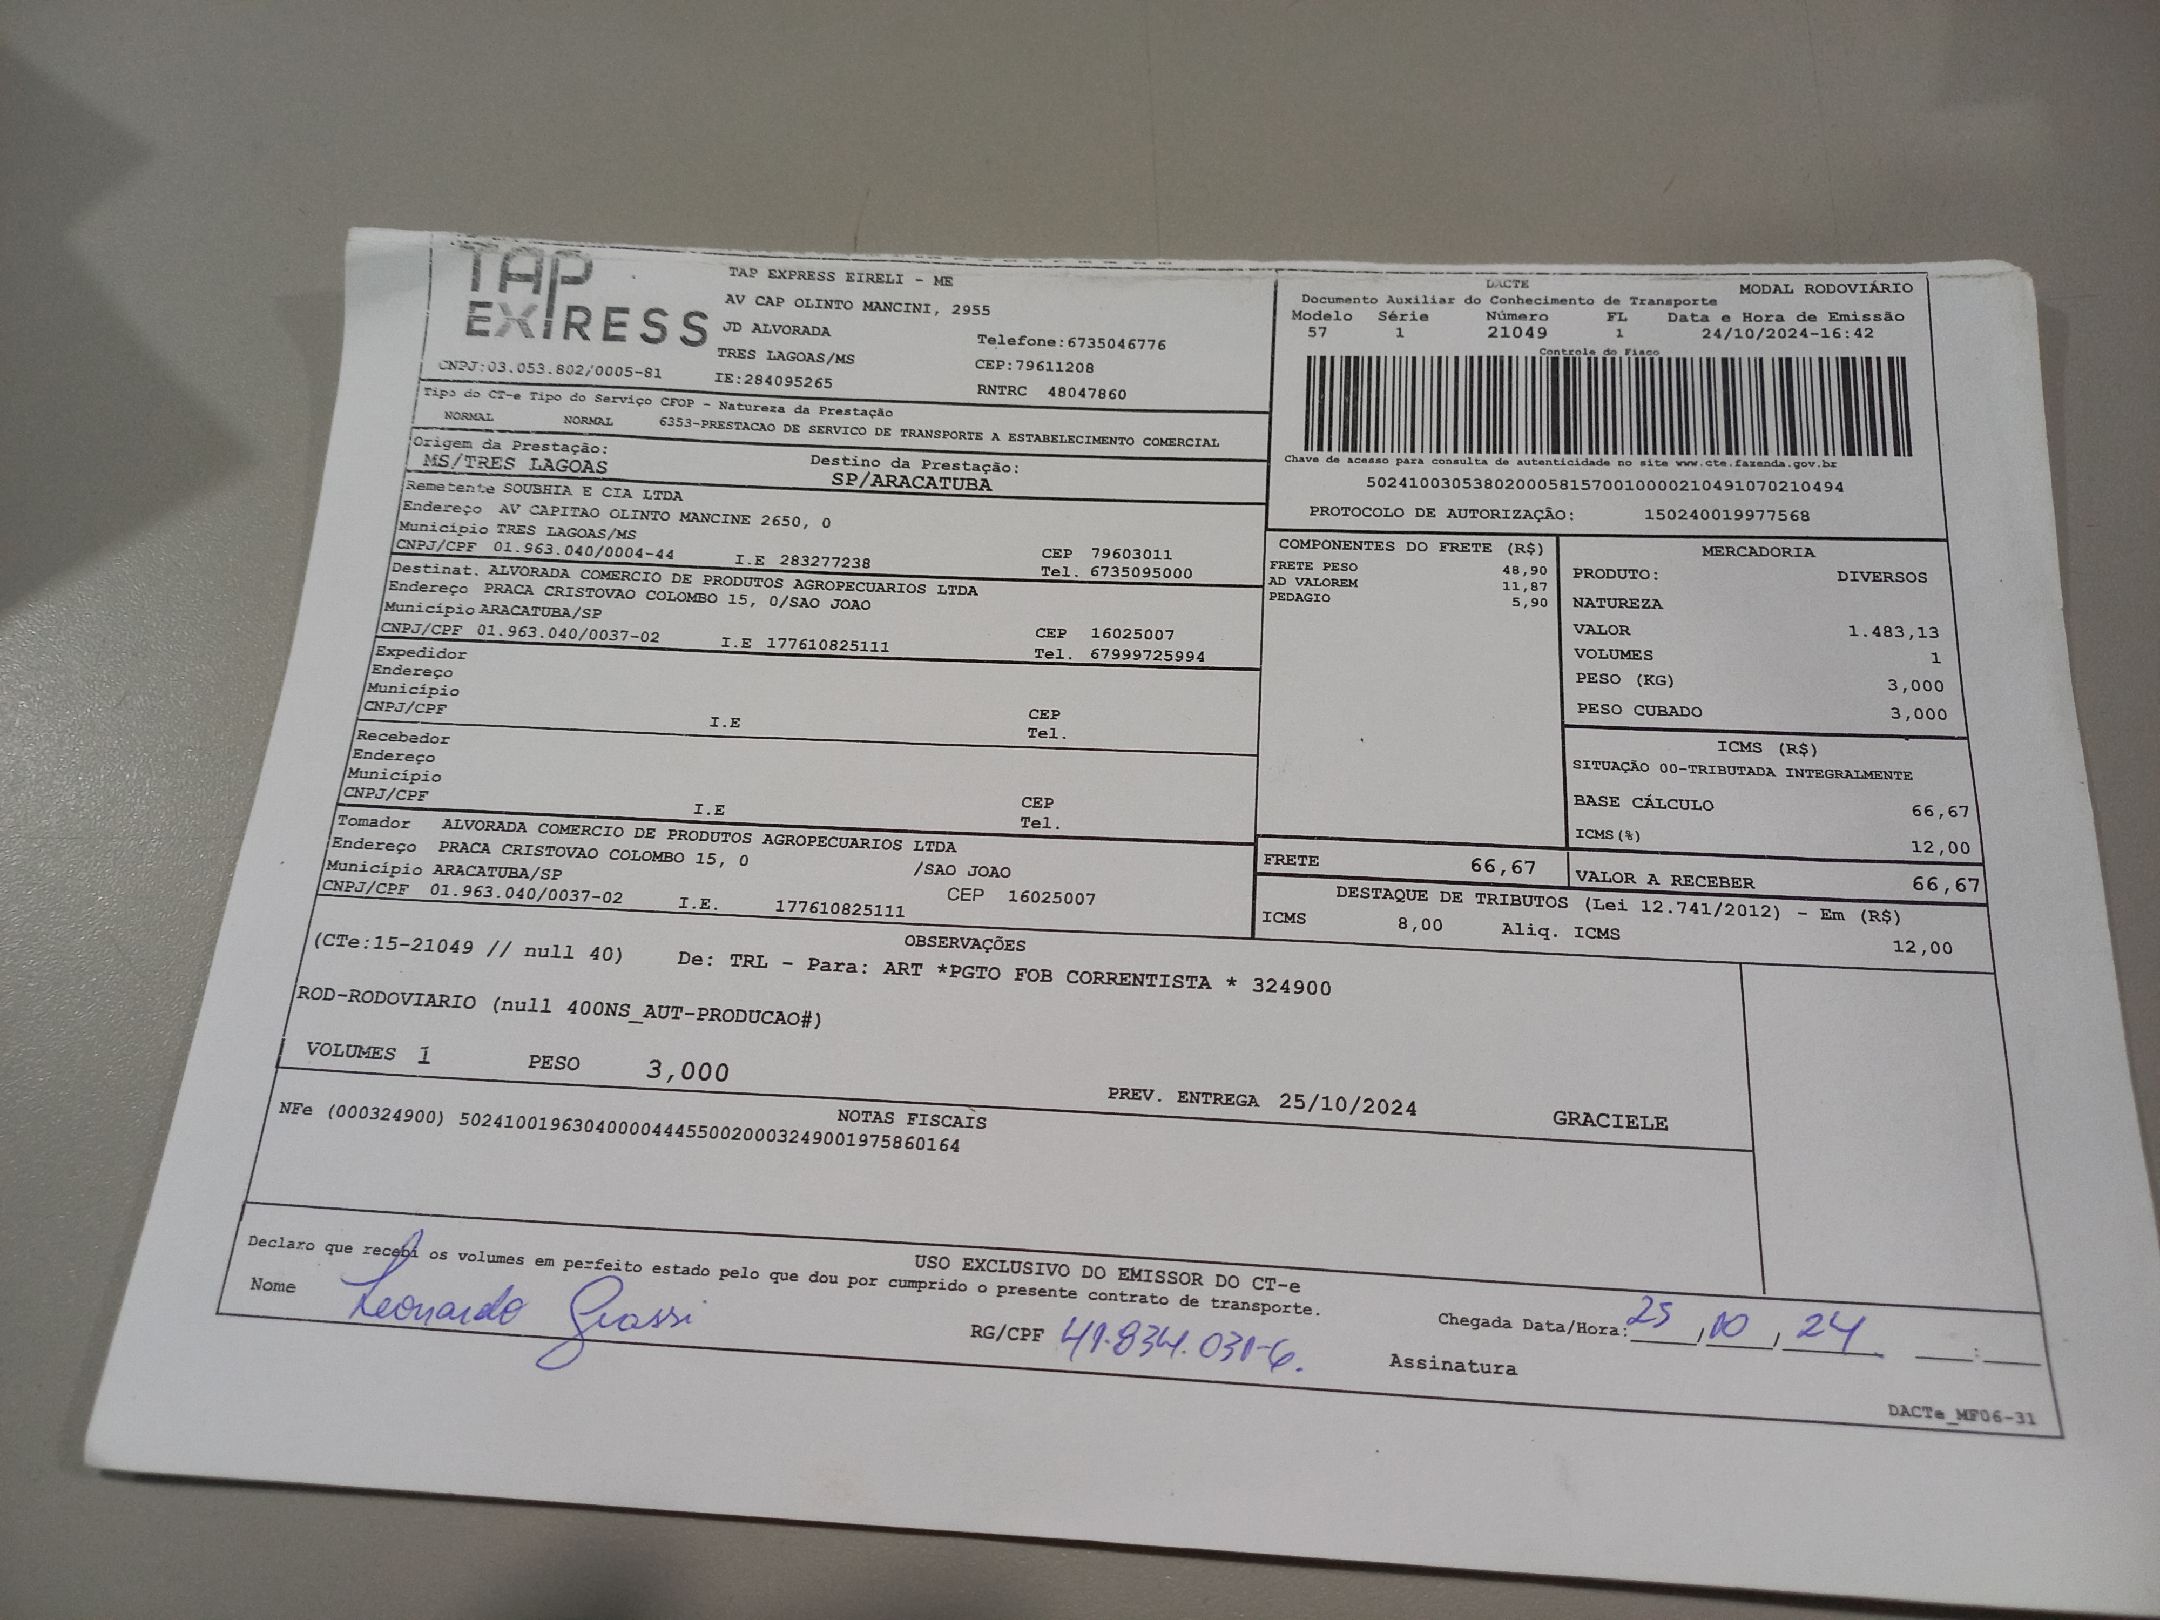 TAP EXPRESS
TAP EXPRESS EIRELI - ME
AV CAP OLINTO MANCINI, 2955
JD ALVORADA
Telefone:6735046776
TRES LAGOAS/MS
CEP:79611208
CNPJ:03.053.802/0005-81
IE:284095265
RNTRC 48047860
DACTE
MODAL RODOVIÁRIO
Documento Auxiliar do Conhecimento de Transporte
Modelo Série Número FL Data e Hora de Emissão
57 1 21049 1 24/10/2024-16:42
Controle do Fisco
Chave de acesso para consulta de autenticidade no site www.cte.fazenda.gov.br
50241003053802000581570010000210491070210494
PROTOCOLO DE AUTORIZAÇÃO: 150240019977568
Tipo do CT-e Tipo do Serviço CFOP - Natureza da Prestação
NORMAL NORMAL 6353-PRESTACAO DE SERVICO DE TRANSPORTE A ESTABELECIMENTO COMERCIAL
Origem da Prestação: Destino da Prestação:
MS/TRES LAGOAS SP/ARACATUBA
Remetente SOUBHIA E CIA LTDA
Endereço AV CAPITAO OLINTO MANCINE 2650, 0
Município TRES LAGOAS/MS CEP 79603011
CNPJ/CPF 01.963.040/0004-44 I.E 283277238 Tel. 6735095000
Destinat. ALVORADA COMERCIO DE PRODUTOS AGROPECUARIOS LTDA
Endereço PRACA CRISTOVAO COLOMBO 15, 0/SAO JOAO
Município ARACATUBA/SP CEP 16025007
CNPJ/CPF 01.963.040/0037-02 I.E 177610825111 Tel. 67999725994
Expedidor
Endereço
Município CEP
CNPJ/CPF I.E Tel.
Recebador
Endereço
Município CEP
CNPJ/CPF I.E Tel.
Tomador ALVORADA COMERCIO DE PRODUTOS AGROPECUARIOS LTDA
Endereço PRACA CRISTOVAO COLOMBO 15, 0 /SAO JOAO
Município ARACATUBA/SP CEP 16025007
CNPJ/CPF 01.963.040/0037-02 I.E. 177610825111
COMPONENTES DO FRETE (R$)
FRETE PESO 48,90
AD VALOREM 11,87
PEDAGIO 5,90
MERCADORIA
PRODUTO: DIVERSOS
NATUREZA
VALOR 1.483,13
VOLUMES 1
PESO (KG) 3,000
PESO CUBADO 3,000
ICMS (R$)
SITUAÇÃO 00-TRIBUTADA INTEGRALMENTE
BASE CÁLCULO 66,67
ICMS(%) 12,00
FRETE 66,67 VALOR A RECEBER 66,67
DESTAQUE DE TRIBUTOS (Lei 12.741/2012) - Em (R$)
ICMS 8,00 Aliq. ICMS 12,00
OBSERVAÇÕES
(CTe:15-21049 // null 40) De: TRL - Para: ART *PGTO FOB CORRENTISTA * 324900
ROD-RODOVIARIO (null 400NS_AUT-PRODUCAO#)
VOLUMES 1 PESO 3,000 PREV. ENTREGA 25/10/2024 GRACIELE
NOTAS FISCAIS
NFe (000324900) 50241001963040000444550020003249001975860164
USO EXCLUSIVO DO EMISSOR DO CT-e
Declaro que recebi os volumes em perfeito estado pelo que dou por cumprido o presente contrato de transporte.
Nome Leonardo Grassi RG/CPF 41.834.031-6. Chegada Data/Hora: 25, 10, 24 :
Assinatura
DACTe_MF06-31